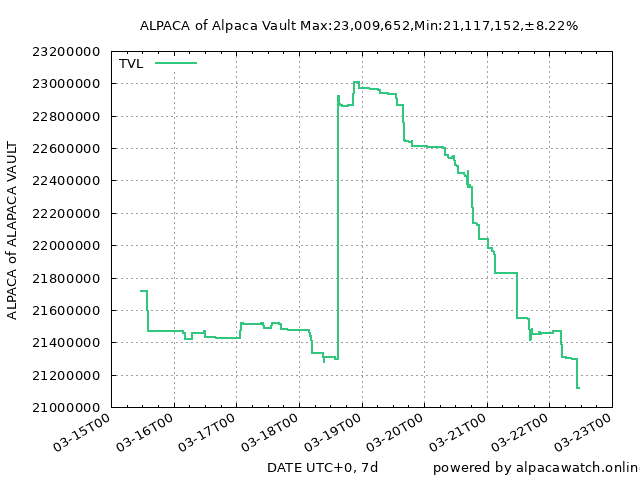 ALPACA of Alpaca Vault Max:23,009,652,Min:21,117,152,±8.22%
TVL
23200000
23000000
22800000
22600000
22400000
22200000
22000000
21800000
21600000
21400000
21200000
21000000
ALPACA of ALAPACA VAULT
03-15T00
03-16T00
03-17T00
03-18T00
03-19T00
03-20T00
03-21T00
03-22T00
03-23T00
DATE UTC+0, 7d
powered by alpacawatch.onlin